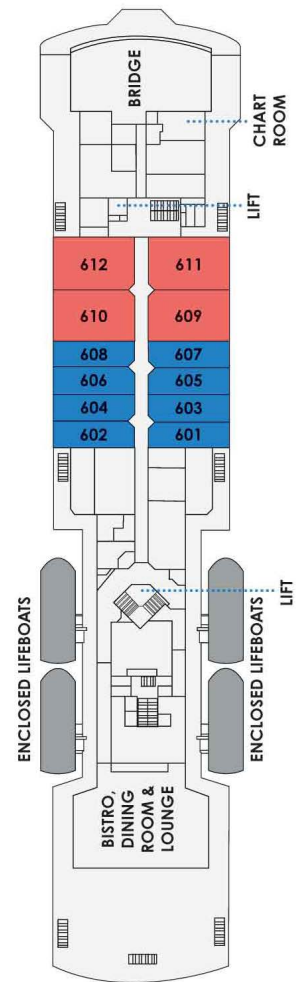 BRIDGE
CHART
ROOM
LIFT
612
611
610
609
608
607
606
605
604
603
602
601
LIFT
ENCLOSED LIFEBOATS
ENCLOSED LIFEBOATS
BISTRO,
DINING
ROOM &
LOUNGE